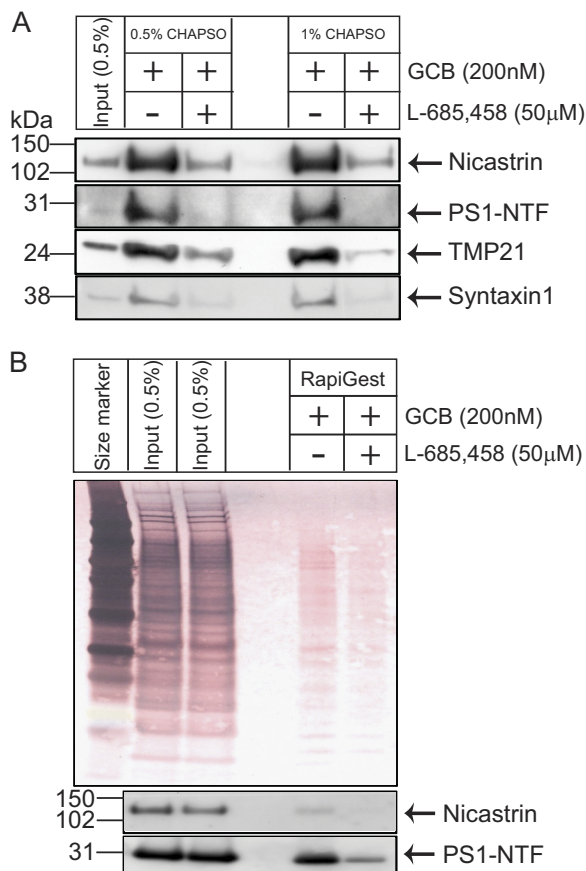 A
Input (0.5%)
0.5% CHAPSO
1% CHAPSO
+ + + + GCB (200nM)
- + - + L-685,458 (50μM)
kDa
150
102
Nicastrin
31
PS1-NTF
24
TMP21
38
Syntaxin1
B
Size marker
Input (0.5%)
Input (0.5%)
RapiGest
+ + GCB (200nM)
- + L-685,458 (50μM)
150
102
Nicastrin
31
PS1-NTF